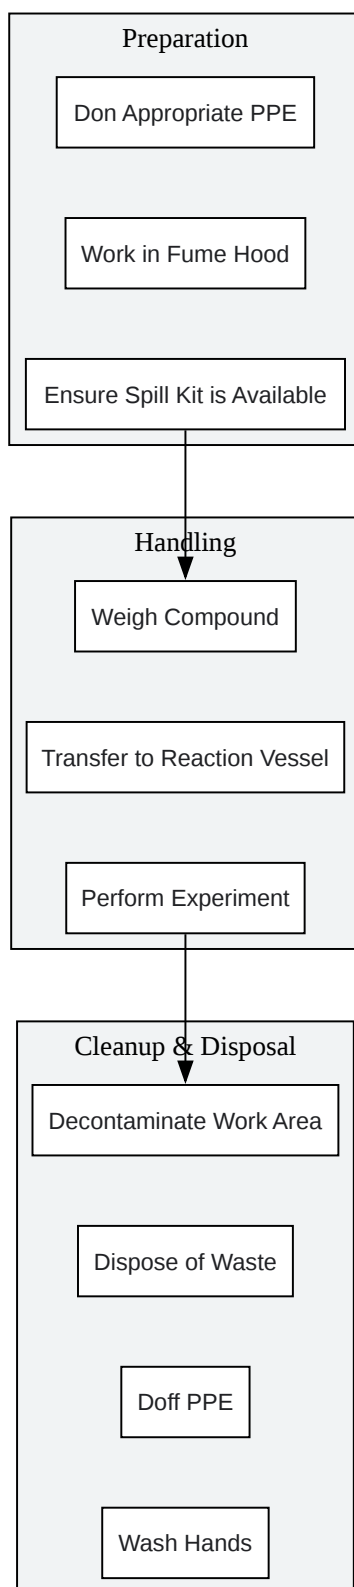 Preparation
Don Appropriate PPE
Work in Fume Hood
Ensure Spill Kit is Available
Handling
Weigh Compound
Transfer to Reaction Vessel
Perform Experiment
Cleanup & Disposal
Decontaminate Work Area
Dispose of Waste
Doff PPE
Wash Hands